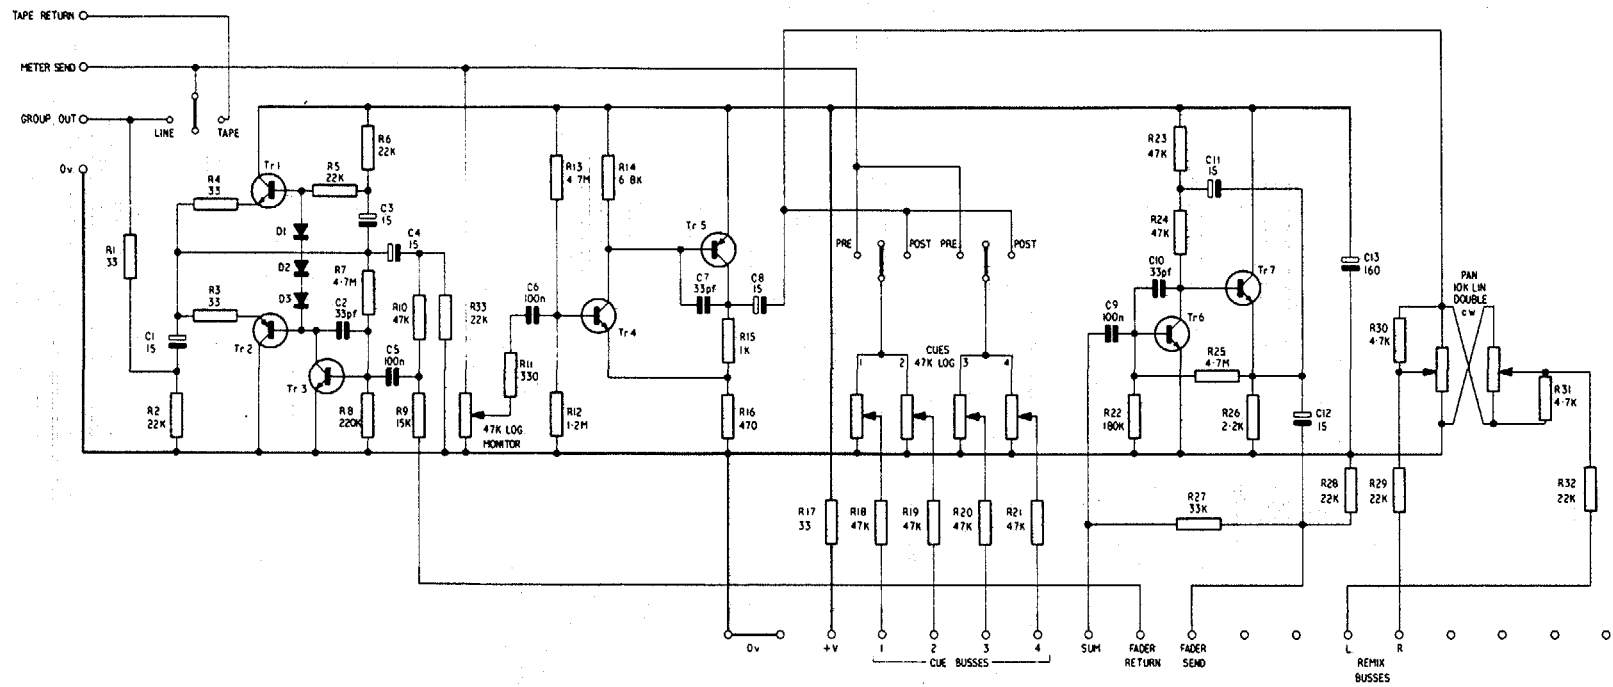 TAPE RETURN
METER SEND
GROUP OUT
LINE
TAPE
0v
R1
33
R2
22K
C1
15
R4
33
R3
33
Tr1
Tr2
Tr3
D1
D2
D3
R5
22K
R6
22K
C3
15
C4
15
R7
4·7M
C2
33pf
C5
100n
R8
220K
R9
15K
R10
47K
R33
22K
47K LOG
MONITOR
R11
330
C6
100n
R13
4·7M
R12
1·2M
R14
6·8K
Tr4
Tr5
C7
33pf
C8
15
R15
1K
R16
470
PRE
POST
PRE
POST
CUES
47K LOG
1
2
3
4
R17
33
R18
47K
R19
47K
R20
47K
R21
47K
R23
47K
C11
15
R24
47K
C10
33pf
C9
100n
Tr6
Tr7
R25
4·7M
R22
180K
R26
2·2K
C12
15
R27
33K
C13
160
R28
22K
R29
22K
R30
4·7K
PAN
10K LIN
DOUBLE
CW
R31
4·7K
R32
22K
0v
+V
1
2
3
4
CUE BUSSES
SUM
FADER
RETURN
FADER
SEND
L
R
REMIX
BUSSES